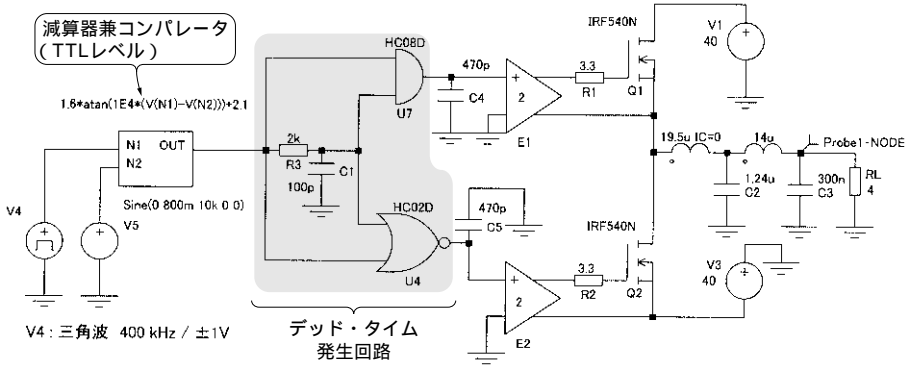 減算器兼コンパレータ
(TTLレベル)
1.6*atan(1E4*(V(N1)-V(N2)))+2.1
N1 OUT
N2
V4
V5
Sine(0 800m 10k 0 0)
V4 : 三角波 400 kHz / ±1V
2k
R3
100p
C1
HC08D
U7
HC02D
U4
デッド・タイム
発生回路
470p
C4
470p
C5
2
E1
2
E2
3.3
R1
3.3
R2
IRF540N
Q1
IRF540N
Q2
V1
40
V3
40
19.5u IC=0
14u
Probe1-NODE
1.24u
C2
300n
C3
RL
4